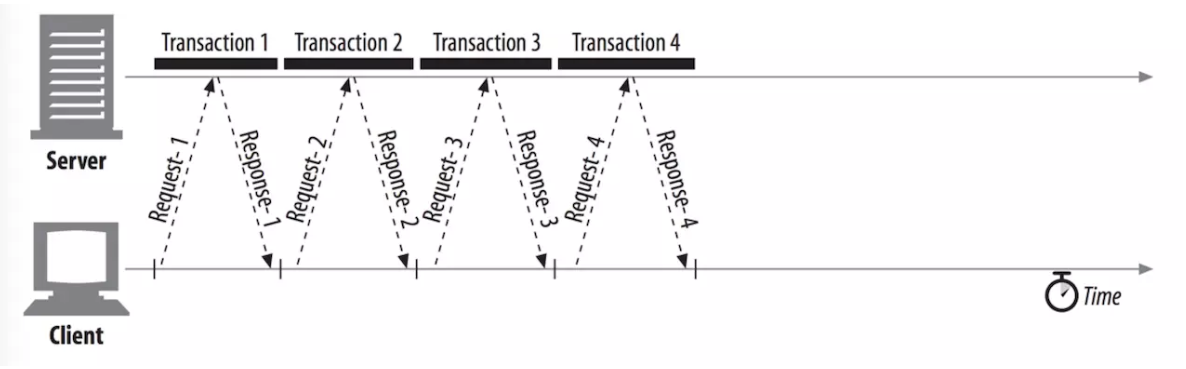 Transaction 1
Transaction 2
Transaction 3
Transaction 4
Server
Request-1
Response-1
Request-2
Response-2
Request-3
Response-3
Request-4
Response-4
Client
Time